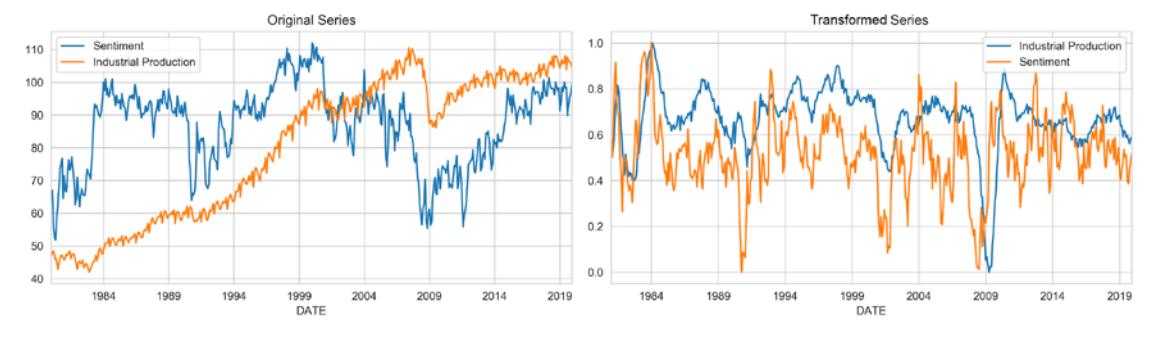 Original Series
Sentiment
Industrial Production
110
100
90
80
70
60
50
40
1984 1989 1994 1999 2004 2009 2014 2019
DATE
Transformed Series
Industrial Production
Sentiment
1.0
0.8
0.6
0.4
0.2
0.0
1984 1989 1994 1999 2004 2009 2014 2019
DATE